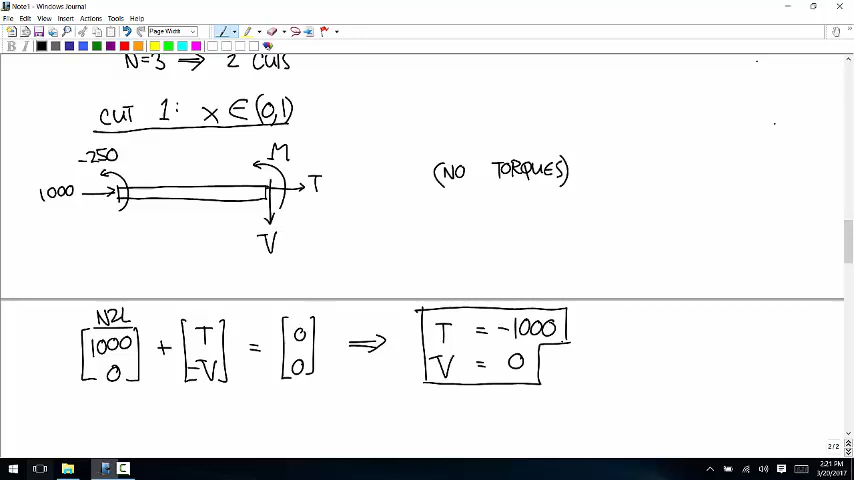 Note1 - Windows Journal
File Edit View Insert Actions Tools Help
Page Width
B I
N=3 ⟹ 2 CUTS
CUT 1: x ∈ (0,1)
-250
M
1000
T
(NO TORQUES)
V
N2L
[1000 0] + [T -V] = [0 0] ⟹ T = -1000
V = 0
2/2
2:21 PM
3/20/2017